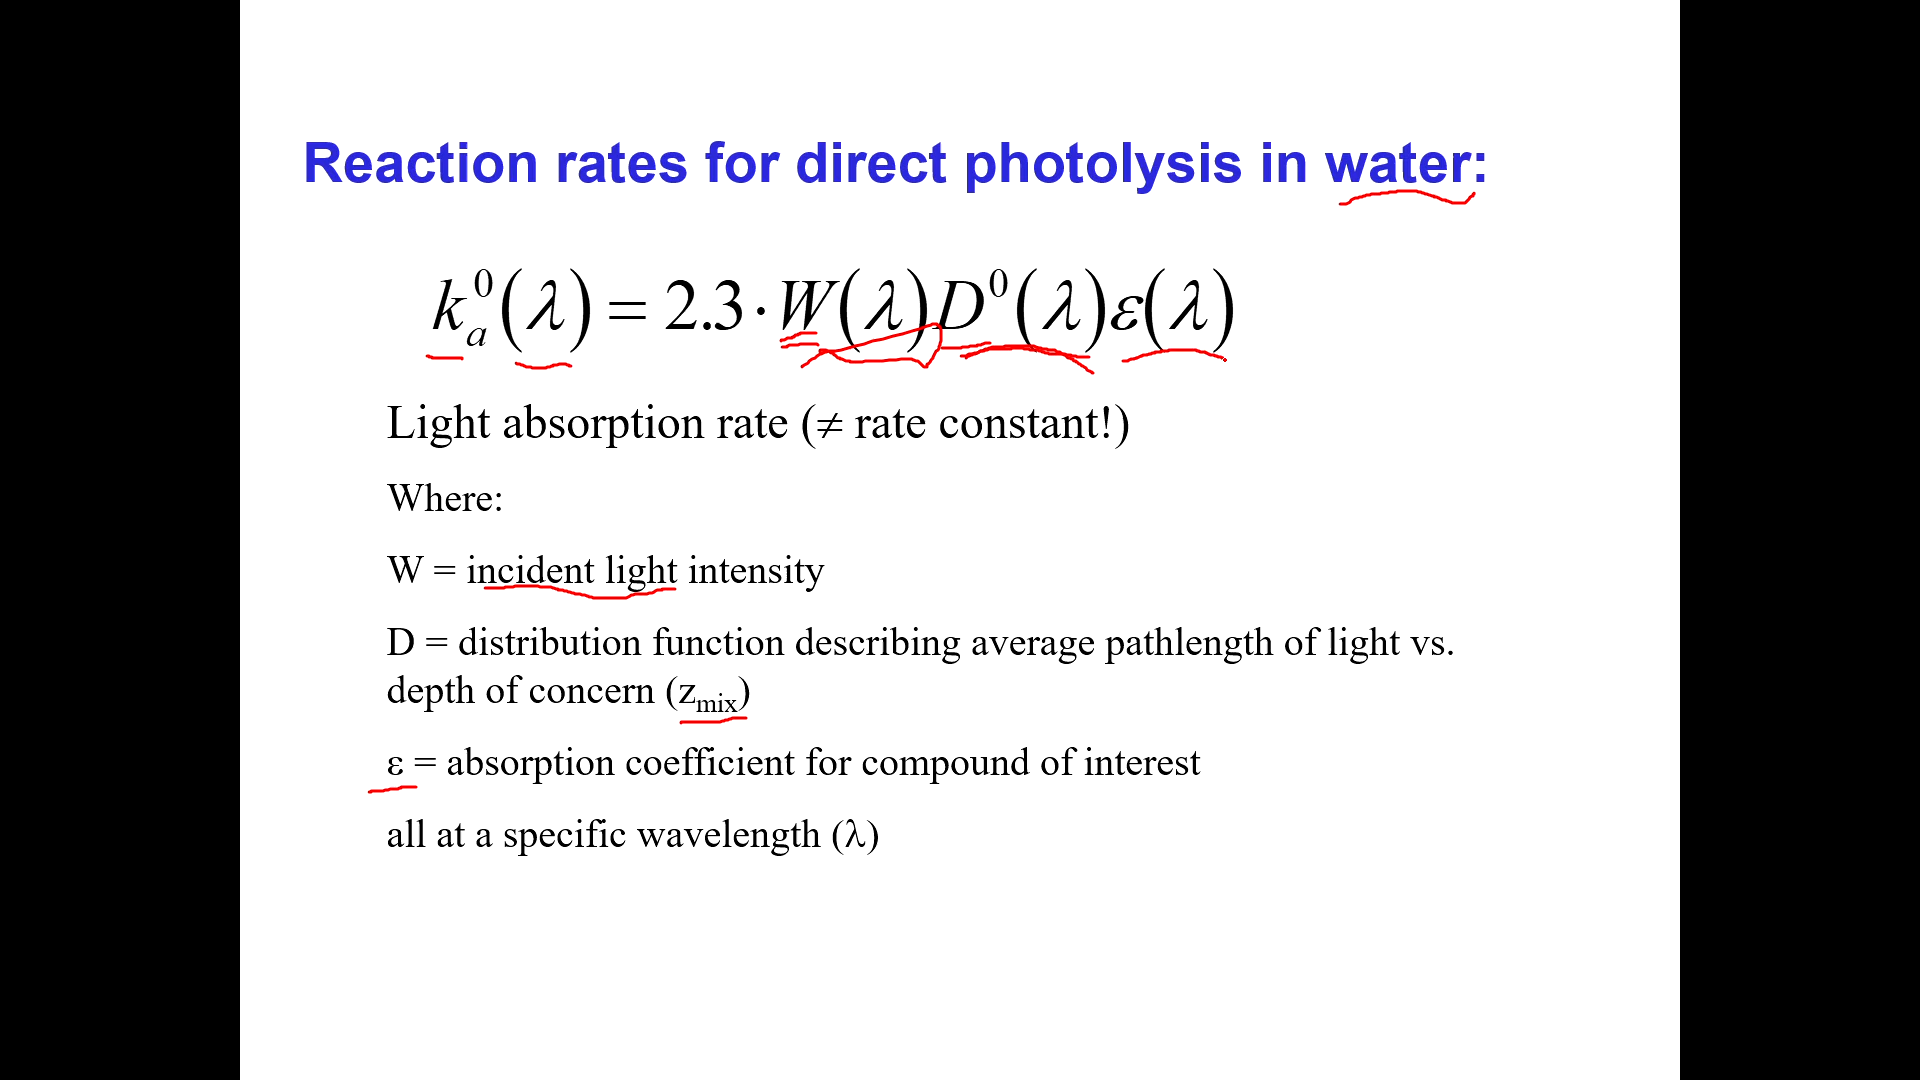 Reaction rates for direct photolysis in water:
k_a^0(λ) = 2.3 · W(λ)D^0(λ)ε(λ)
Light absorption rate (≠ rate constant!)
Where:
W = incident light intensity
D = distribution function describing average pathlength of light vs.
depth of concern (z_mix)
ε = absorption coefficient for compound of interest
all at a specific wavelength (λ)